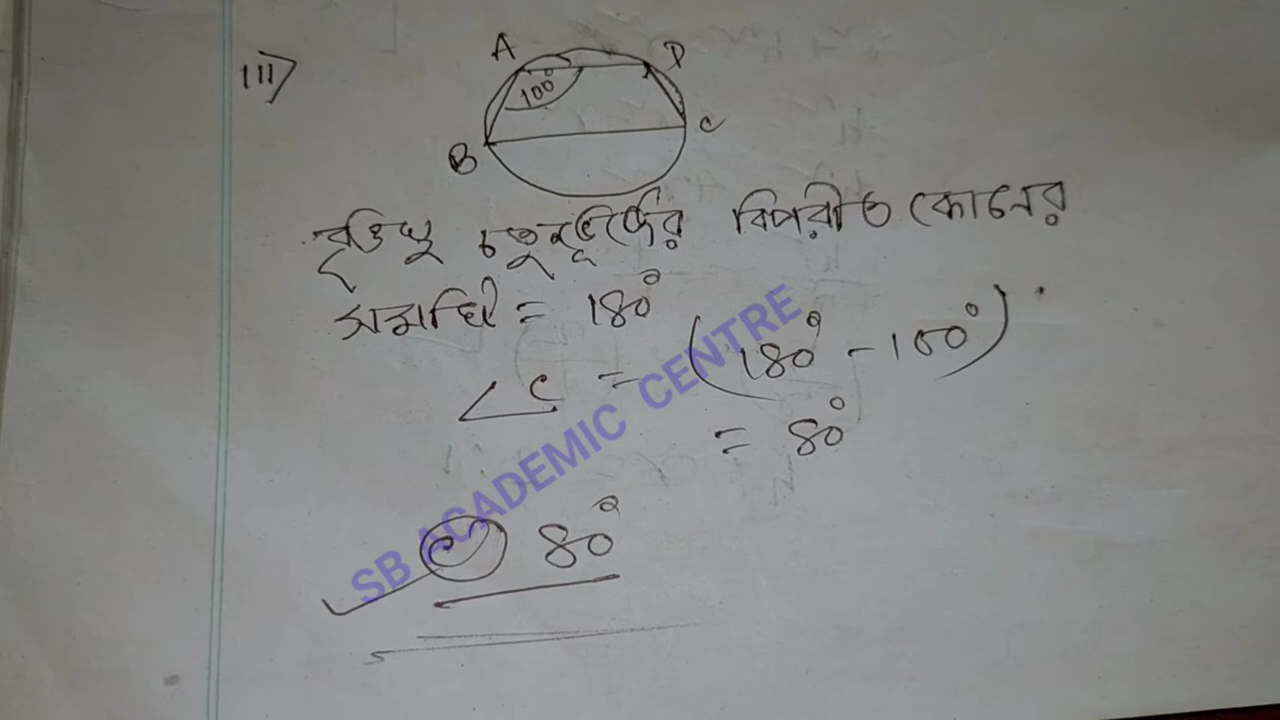 iii)
A D
100°
B C
বৃত্তস্থ চতুর্ভুজের বিপরীত কোনের
সমষ্টি = 180°
∠C = (180° - 100°)
= 80°
80°
SB ACADEMIC CENTRE